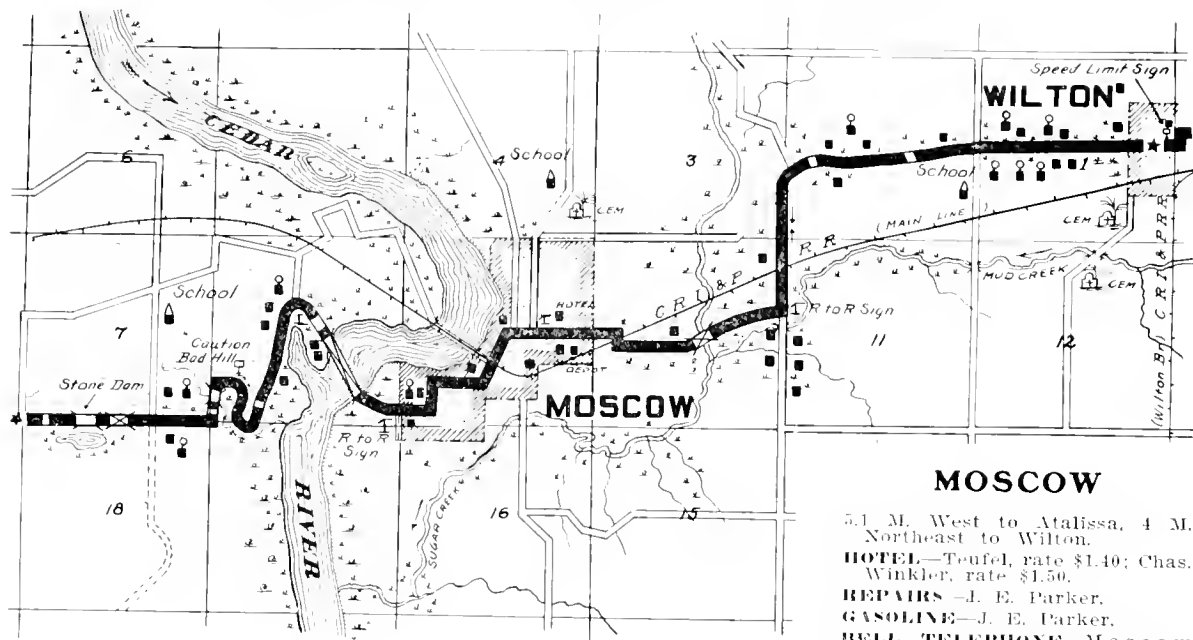 Speed Limit Sign
WILTON
CEDAR
6
4
School
3
School
1
CEM
C R I & P R R (MAIN LINE)
CEM
MUD CREEK
CEM
School
HOTEL
R to R Sign
7
Caution
Bad Hill
11
12
(Wilton Bch C R I & P R R
DEPOT
Stone Dam
MOSCOW
R to R
Sign
RIVER
18
SUGAR CREEK
16
15
MOSCOW
5.1 M. West to Atalissa, 4 M.
Northeast to Wilton.
HOTEL—Teufel, rate $1.40; Chas.
Winkler, rate $1.50.
REPAIRS—J. E. Parker.
GASOLINE—J. E. Parker.
BELL TELEPHONE